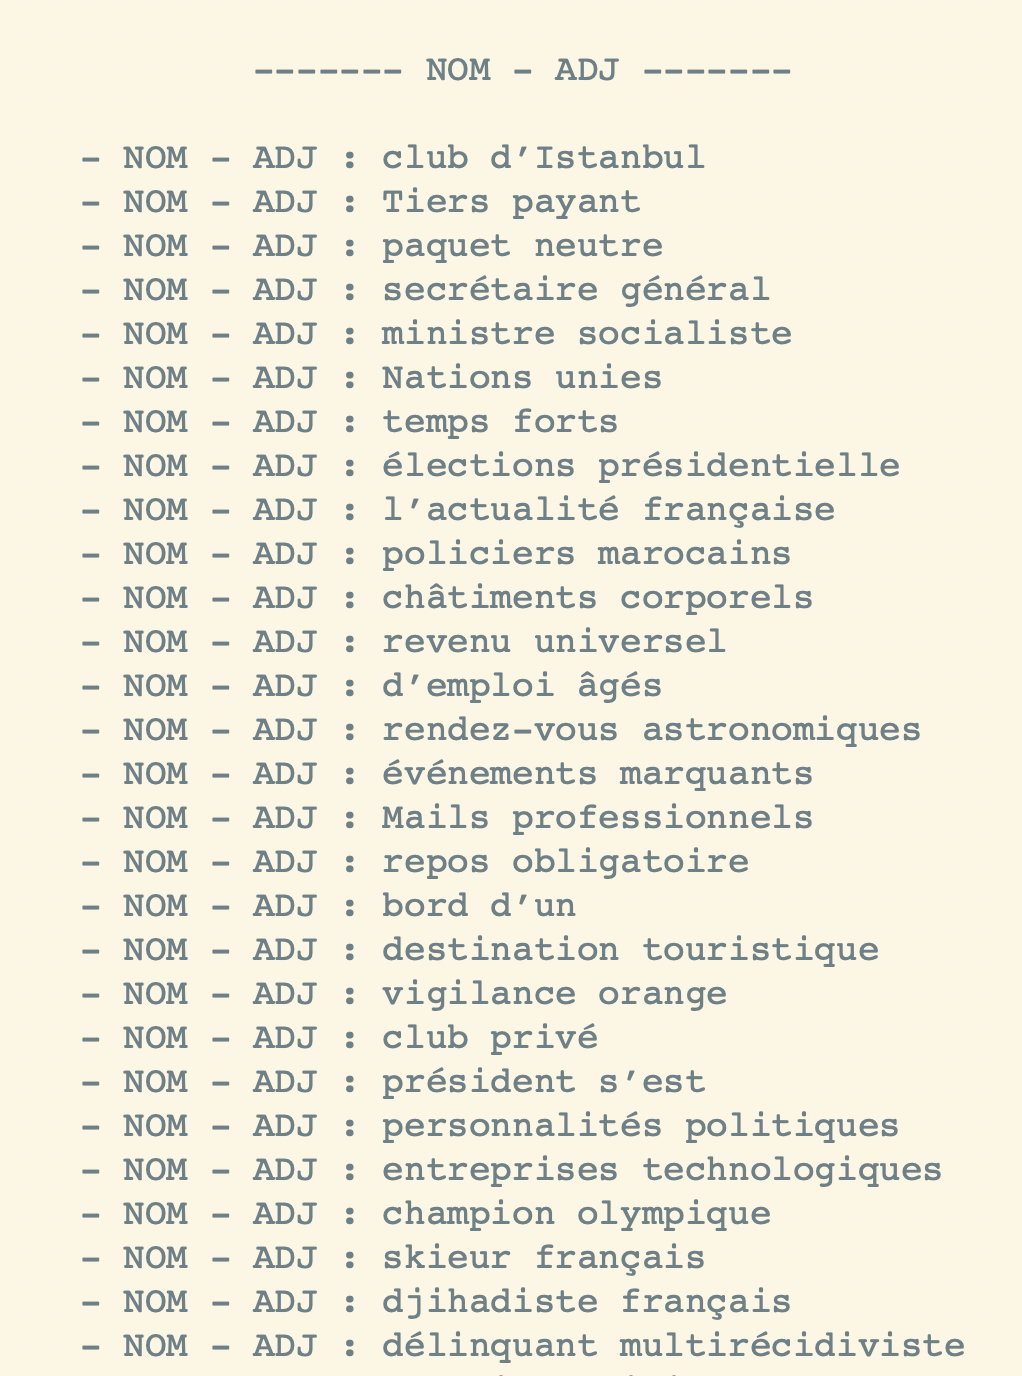 ------- NOM - ADJ -------
- NOM - ADJ : club d’Istanbul
- NOM - ADJ : Tiers payant
- NOM - ADJ : paquet neutre
- NOM - ADJ : secrétaire général
- NOM - ADJ : ministre socialiste
- NOM - ADJ : Nations unies
- NOM - ADJ : temps forts
- NOM - ADJ : élections présidentielle
- NOM - ADJ : l’actualité française
- NOM - ADJ : policiers marocains
- NOM - ADJ : châtiments corporels
- NOM - ADJ : revenu universel
- NOM - ADJ : d’emploi âgés
- NOM - ADJ : rendez-vous astronomiques
- NOM - ADJ : événements marquants
- NOM - ADJ : Mails professionnels
- NOM - ADJ : repos obligatoire
- NOM - ADJ : bord d’un
- NOM - ADJ : destination touristique
- NOM - ADJ : vigilance orange
- NOM - ADJ : club privé
- NOM - ADJ : président s’est
- NOM - ADJ : personnalités politiques
- NOM - ADJ : entreprises technologiques
- NOM - ADJ : champion olympique
- NOM - ADJ : skieur français
- NOM - ADJ : djihadiste français
- NOM - ADJ : délinquant multirécidiviste